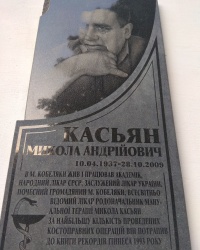 КАСЬЯН
МИКОЛА АНДРІЙОВИЧ
10.04.1937-28.10.2009
В М. КОБЕЛЯКИ ЖИВ І ПРАЦЮВАВ АКАДЕМІК,
НАРОДНИЙ ЛІКАР СРСР, ЗАСЛУЖЕНИЙ ЛІКАР УКРАЇНИ,
ПОЧЕСНИЙ ГРОМАДЯНИН М. КОБЕЛЯКИ, ВСЕСВІТНЬО
ВІДОМИЙ ЛІКАР РОДОНАЧАЛЬНИК МАНУ-
АЛЬНОЇ ТЕРАПІЇ МИКОЛА КАСЬЯН.
ЗА НАЙБІЛЬШУ КІЛЬКІСТЬ ПРОВЕДЕНИХ
КОСТОПРАВНИХ ОПЕРАЦІЙ ВІН
ДО КНИГИ РЕКОРДІВ ГІННЕСА РОКУ